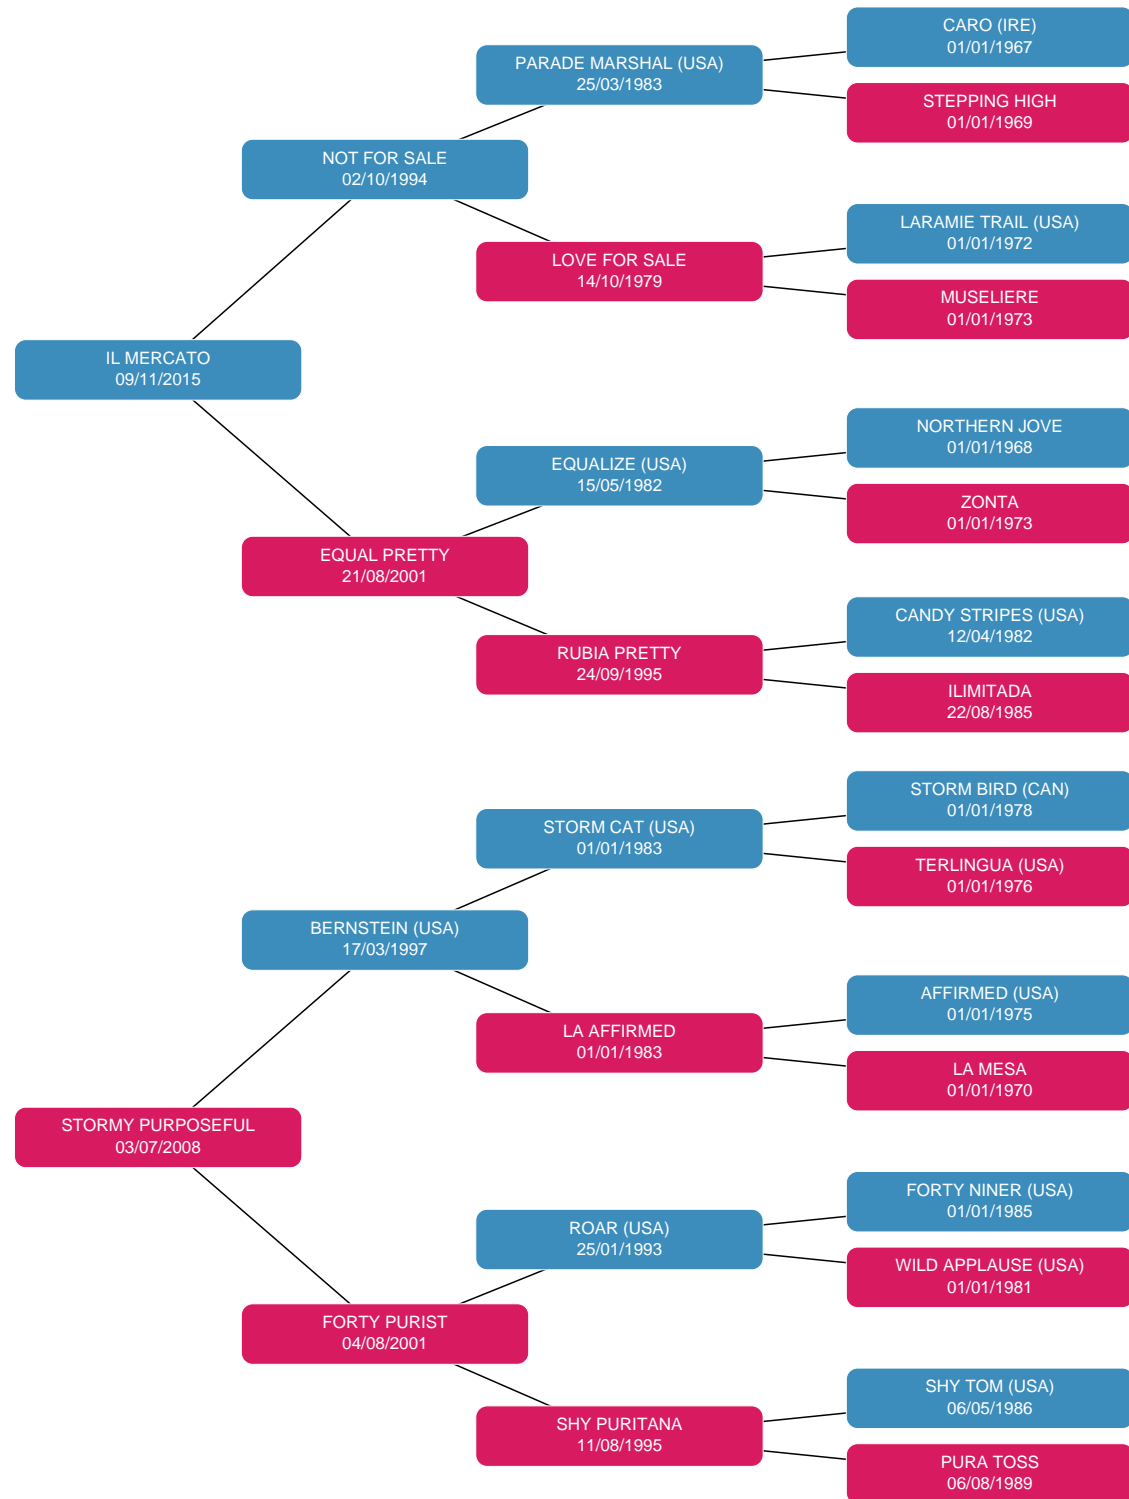 CARO (IRE)
01/01/1967
PARADE MARSHAL (USA)
25/03/1983
STEPPING HIGH
01/01/1969
NOT FOR SALE
02/10/1994
LARAMIE TRAIL (USA)
01/01/1972
LOVE FOR SALE
14/10/1979
MUSELIERE
01/01/1973
IL MERCATO
09/11/2015
NORTHERN JOVE
01/01/1968
EQUALIZE (USA)
15/05/1982
ZONTA
01/01/1973
EQUAL PRETTY
21/08/2001
CANDY STRIPES (USA)
12/04/1982
RUBIA PRETTY
24/09/1995
ILIMITADA
22/08/1985
STORM BIRD (CAN)
01/01/1978
STORM CAT (USA)
01/01/1983
TERLINGUA (USA)
01/01/1976
BERNSTEIN (USA)
17/03/1997
AFFIRMED (USA)
01/01/1975
LA AFFIRMED
01/01/1983
LA MESA
01/01/1970
STORMY PURPOSEFUL
03/07/2008
FORTY NINER (USA)
01/01/1985
ROAR (USA)
25/01/1993
WILD APPLAUSE (USA)
01/01/1981
FORTY PURIST
04/08/2001
SHY TOM (USA)
06/05/1986
SHY PURITANA
11/08/1995
PURA TOSS
06/08/1989